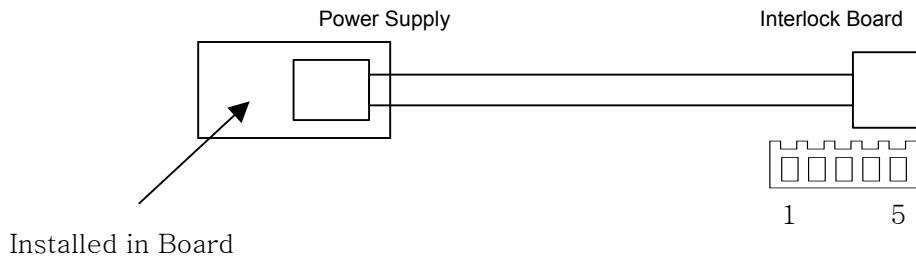 Power Supply
Interlock Board
1
5
Installed in Board